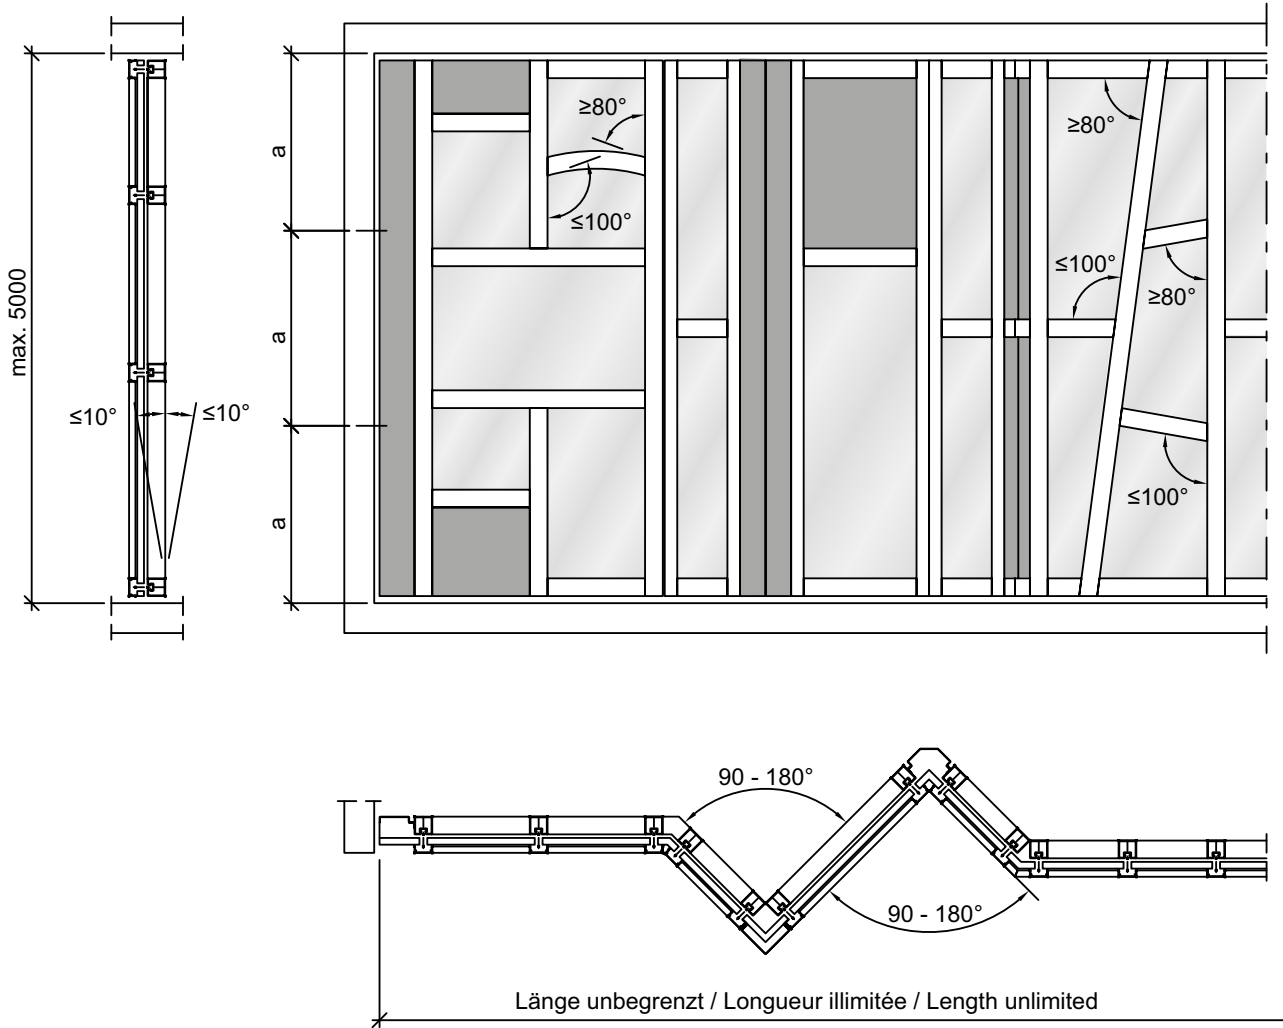 max. 5000
≤10°
≤10°
a
a
a
≥80°
≤100°
≥80°
≤100°
≥80°
≤100°
90 - 180°
90 - 180°
Länge unbegrenzt / Longueur illimitée / Length unlimited